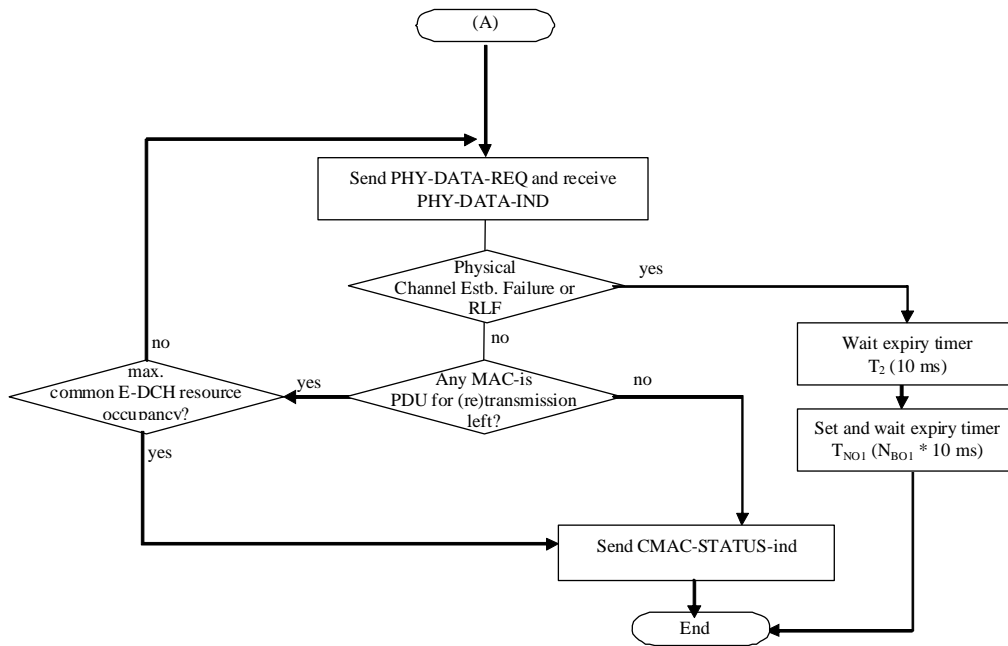 (A)
Send PHY-DATA-REQ and receive
PHY-DATA-IND
Physical
Channel Estb. Failure or
RLF
yes
no
Wait expiry timer
T2 (10 ms)
Set and wait expiry timer
TNO1 (NBO1 * 10 ms)
Any MAC-is
PDU for (re)transmission
left?
yes
no
max.
common E-DCH resource
occupancy?
no
yes
Send CMAC-STATUS-ind
End